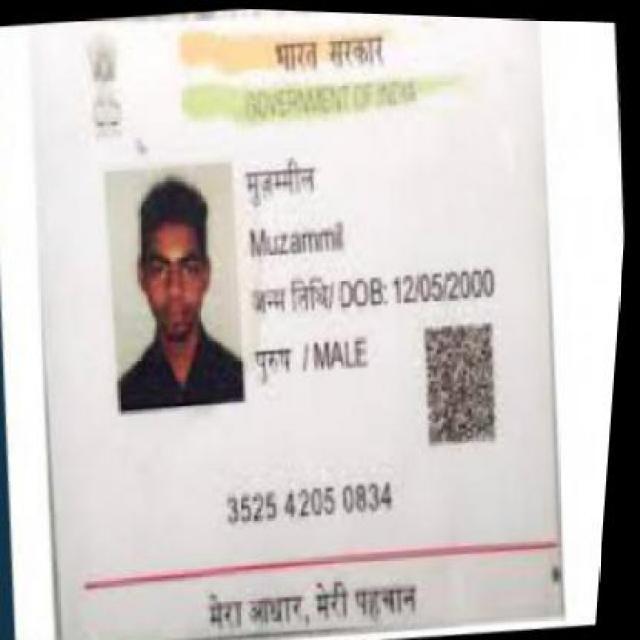 भारत सरकार
GOVERNMENT OF INDIA
मुज़म्मील
Muzammil
जन्म तिथि/ DOB: 12/05/2000
पुरुष / MALE
3525 4205 0834
मेरा आधार, मेरी पहचान